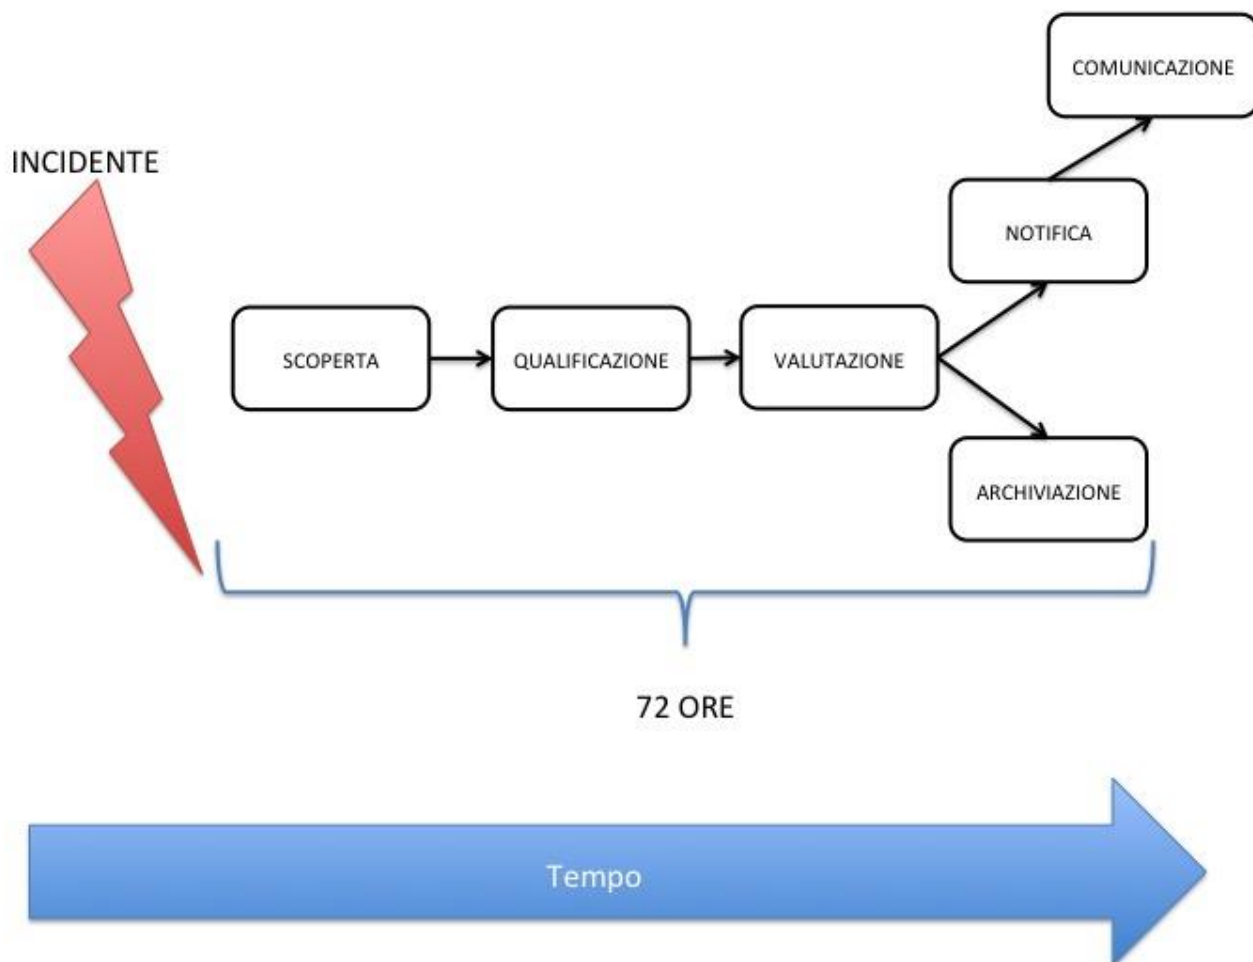 COMUNICAZIONE
INCIDENTE
NOTIFICA
SCOPERTA
QUALIFICAZIONE
VALUTAZIONE
ARCHIVIAZIONE
72 ORE
Tempo